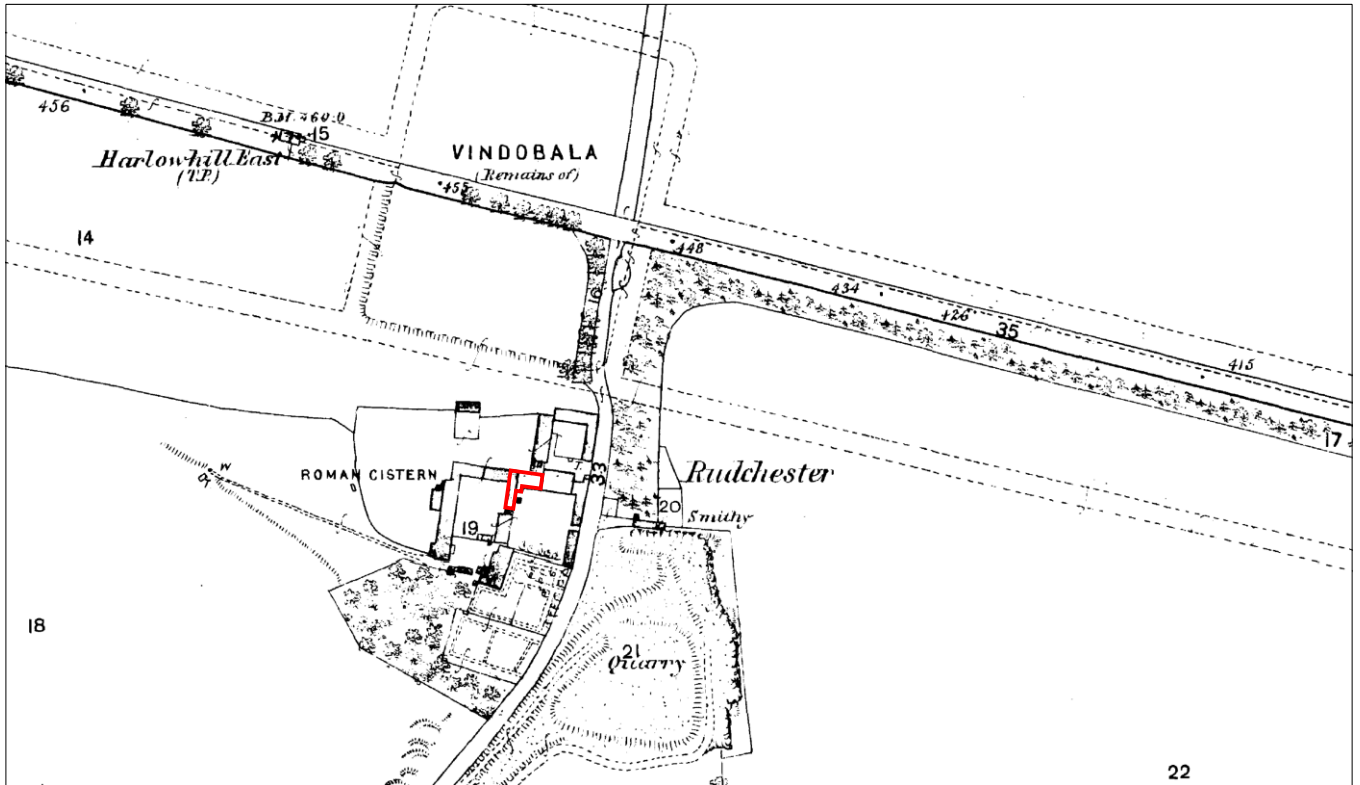 456
B.M. 460.0
15
Harlowhill East
(T.P.)
VINDOBALA
(Remains of)
455
14
448
16
434
426
35
415
17
ROMAN CISTERN
W
33
Rudchester
20
Smithy
19
18
21
Quarry
22